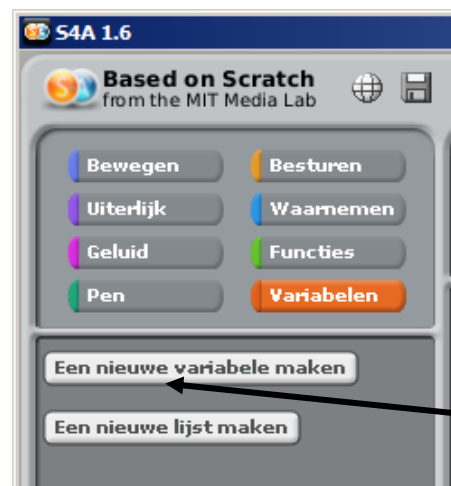 S4A 1.6
Based on Scratch
from the MIT Media Lab
Bewegen
Besturen
Uiterlijk
Waarnemen
Geluid
Functies
Pen
Variabelen
Een nieuwe variabele maken
Een nieuwe lijst maken